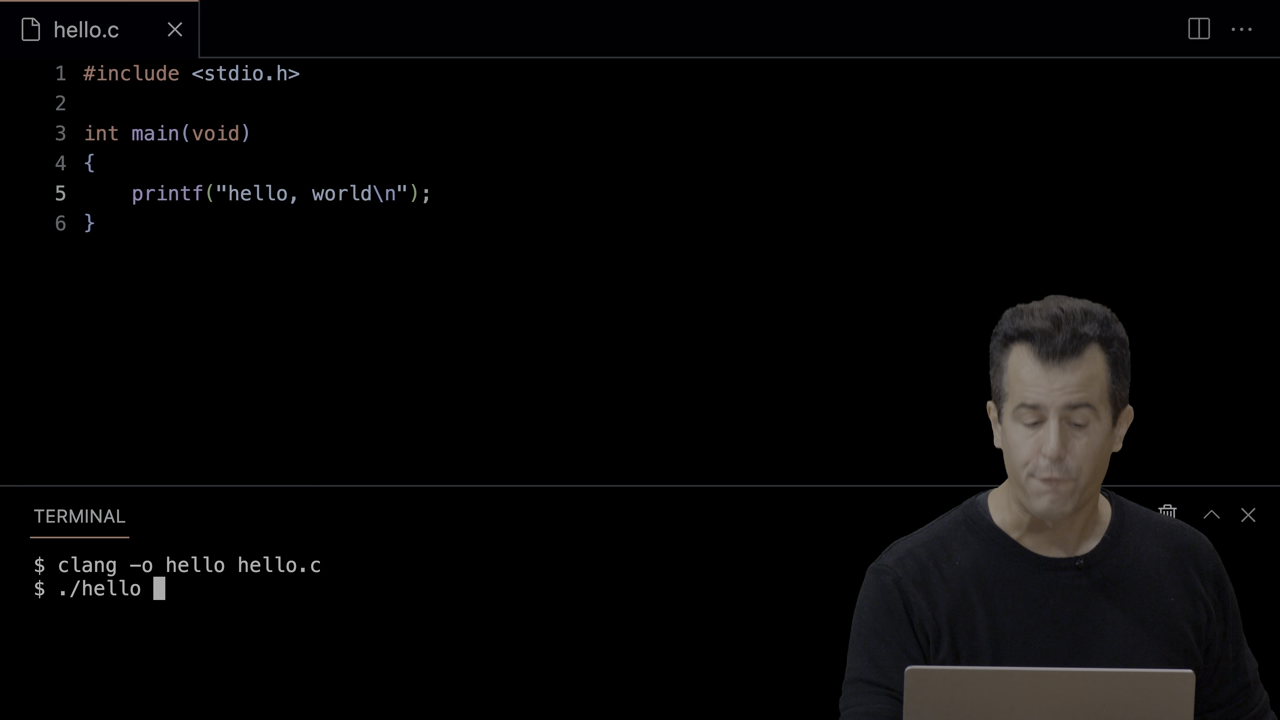 hello.c
1 #include <stdio.h>
2
3 int main(void)
4 {
5     printf("hello, world\n");
6 }
TERMINAL
$ clang -o hello hello.c
$ ./hello